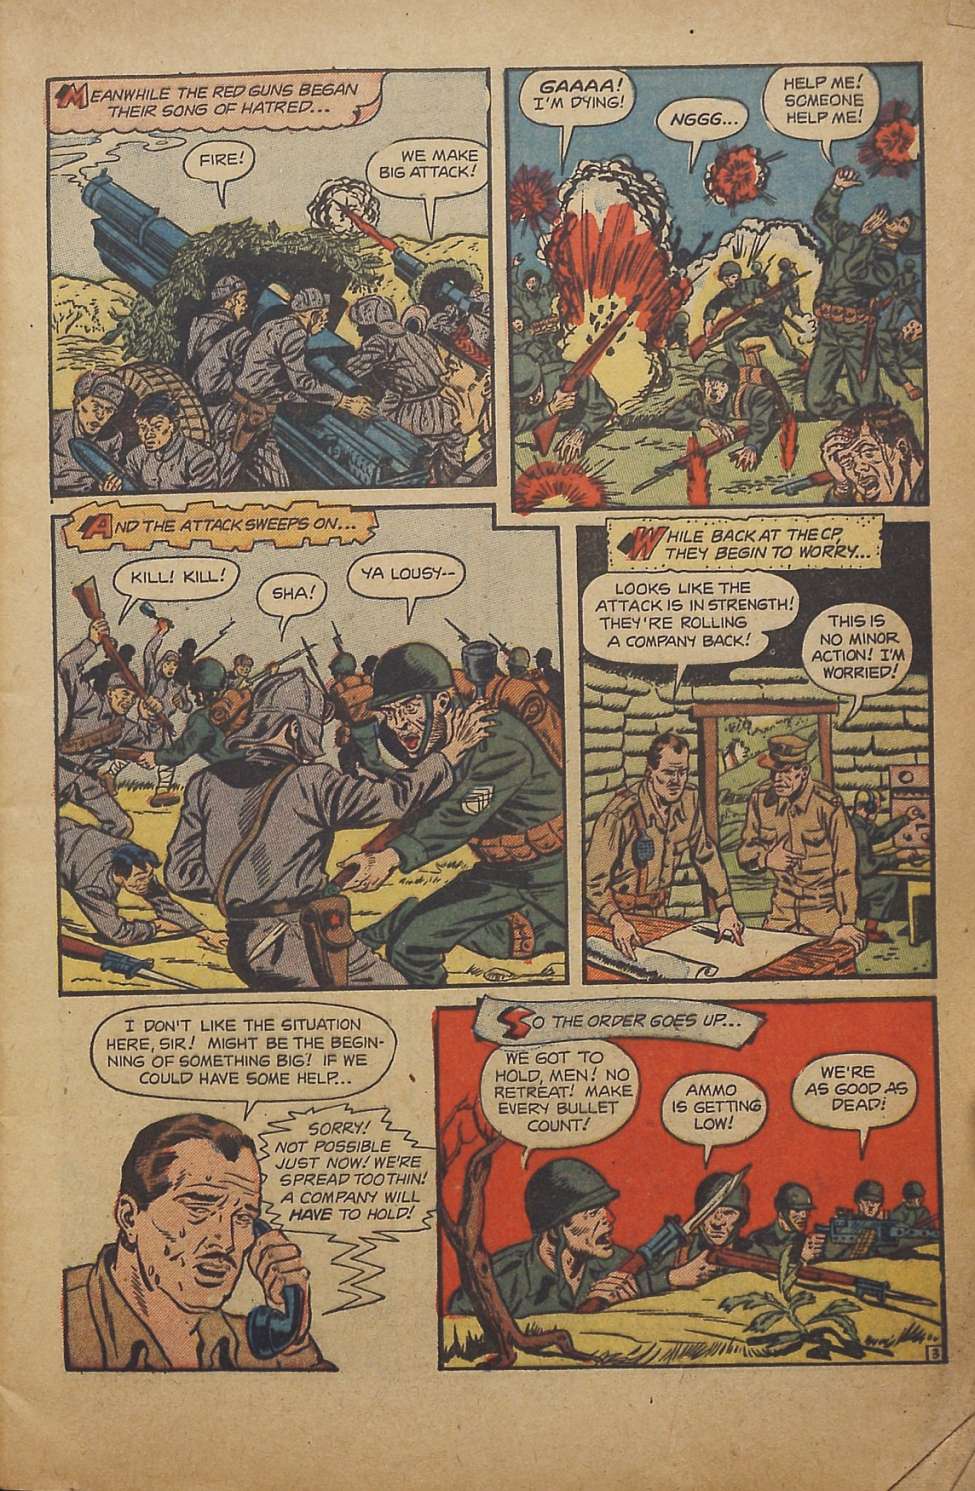 MEANWHILE THE RED GUNS BEGAN
THEIR SONG OF HATRED...
FIRE!
WE MAKE
BIG ATTACK!
GAAAA!
I'M DYING!
NGGG...
HELP ME!
SOMEONE
HELP ME!
AND THE ATTACK SWEEPS ON...
KILL! KILL!
SHA!
YA LOUSY--
WHILE BACK AT THE CP,
THEY BEGIN TO WORRY...
LOOKS LIKE THE
ATTACK IS IN STRENGTH!
THEY'RE ROLLING
A COMPANY BACK!
THIS IS
NO MINOR
ACTION! I'M
WORRIED!
I DON'T LIKE THE SITUATION
HERE, SIR! MIGHT BE THE BEGIN-
NING OF SOMETHING BIG! IF WE
COULD HAVE SOME HELP...
SORRY!
NOT POSSIBLE
JUST NOW! WE'RE
SPREAD TOO THIN!
A COMPANY WILL
HAVE TO HOLD!
SO THE ORDER GOES UP...
WE GOT TO
HOLD, MEN! NO
RETREAT! MAKE
EVERY BULLET
COUNT!
AMMO
IS GETTING
LOW!
WE'RE
AS GOOD AS
DEAD!
3